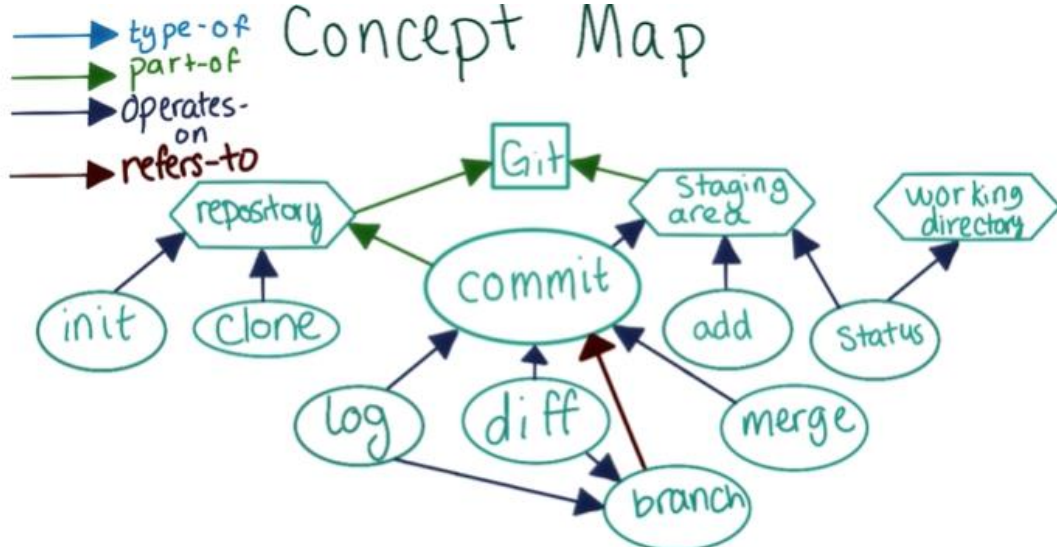 Concept Map
type-of
part-of
operates-
on
refers-to
Git
repository
Staging
area
working
directory
commit
init
clone
add
Status
log
diff
merge
branch